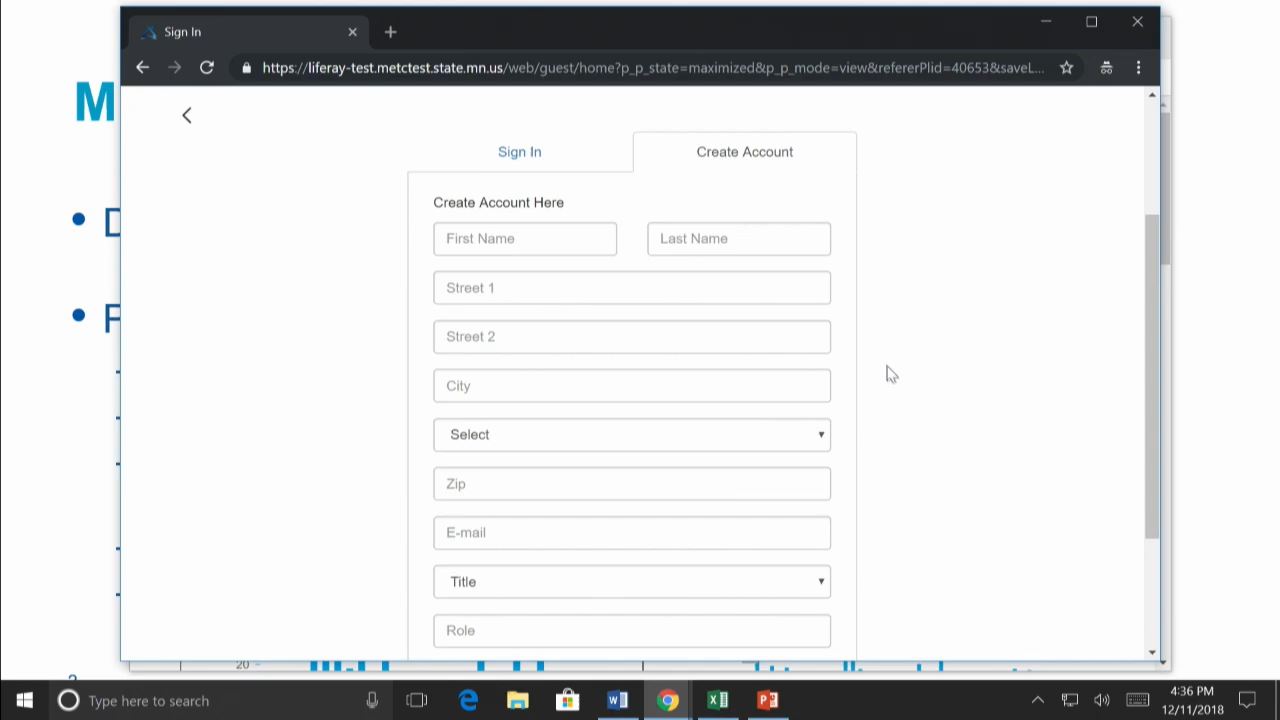 Sign In
https://liferay-test.metctest.state.mn.us/web/guest/home?p_p_state=maximized&p_p_mode=view&refererPlid=40653&saveL...
M
Sign In Create Account
Create Account Here
First Name Last Name
D
Street 1
F
Street 2
City
Select
Zip
E-mail
Title
Role
20
Type here to search
4:36 PM
12/11/2018